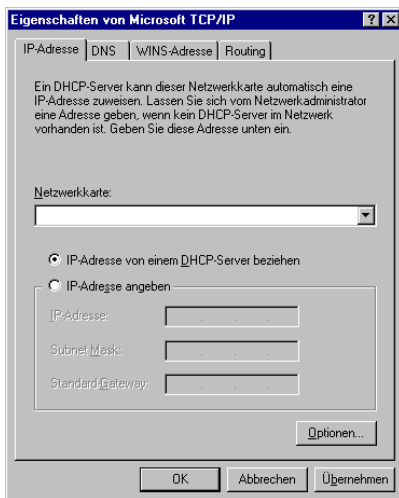 Eigenschaften von Microsoft TCP/IP
IP-Adresse DNS WINS-Adresse Routing
Ein DHCP-Server kann dieser Netzwerkkarte automatisch eine
IP-Adresse zuweisen. Lassen Sie sich vom Netzwerkadministrator
eine Adresse geben, wenn kein DHCP-Server im Netzwerk
vorhanden ist. Geben Sie diese Adresse unten ein.
Netzwerkkarte:
IP-Adresse von einem DHCP-Server beziehen
IP-Adresse angeben
IP-Adresse:
Subnet Mask:
Standard-Gateway:
Optionen...
OK Abbrechen Übernehmen